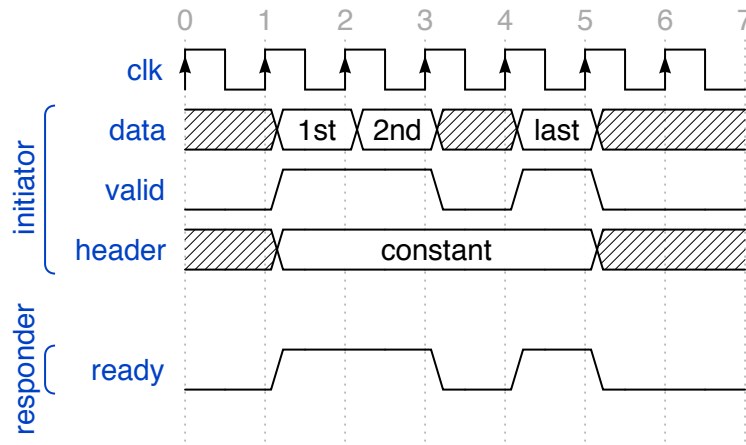 0 1 2 3 4 5 6 7
clk
initiator
data 1st 2nd last
valid
header constant
responder
ready